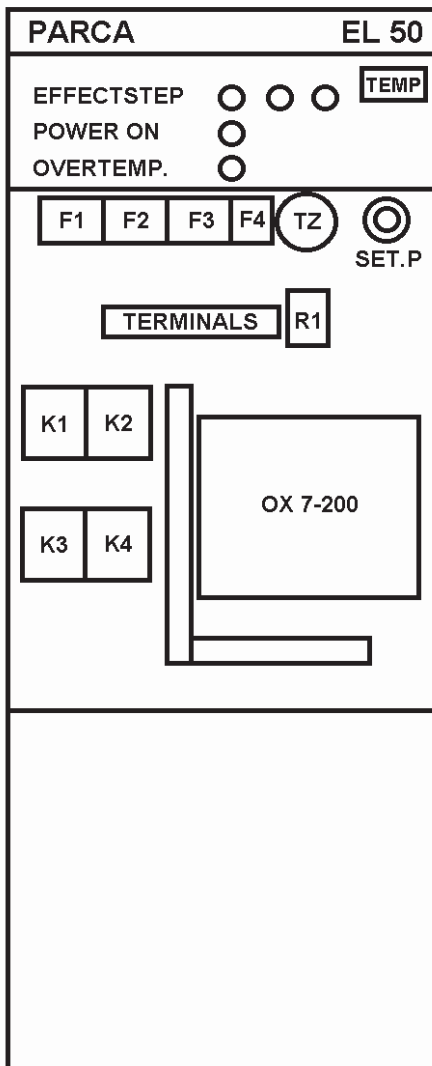 PARCA EL 50
EFFECTSTEP TEMP
POWER ON
OVERTEMP.
F1 F2 F3 F4 TZ
SET.P
TERMINALS R1
K1 K2
OX 7-200
K3 K4